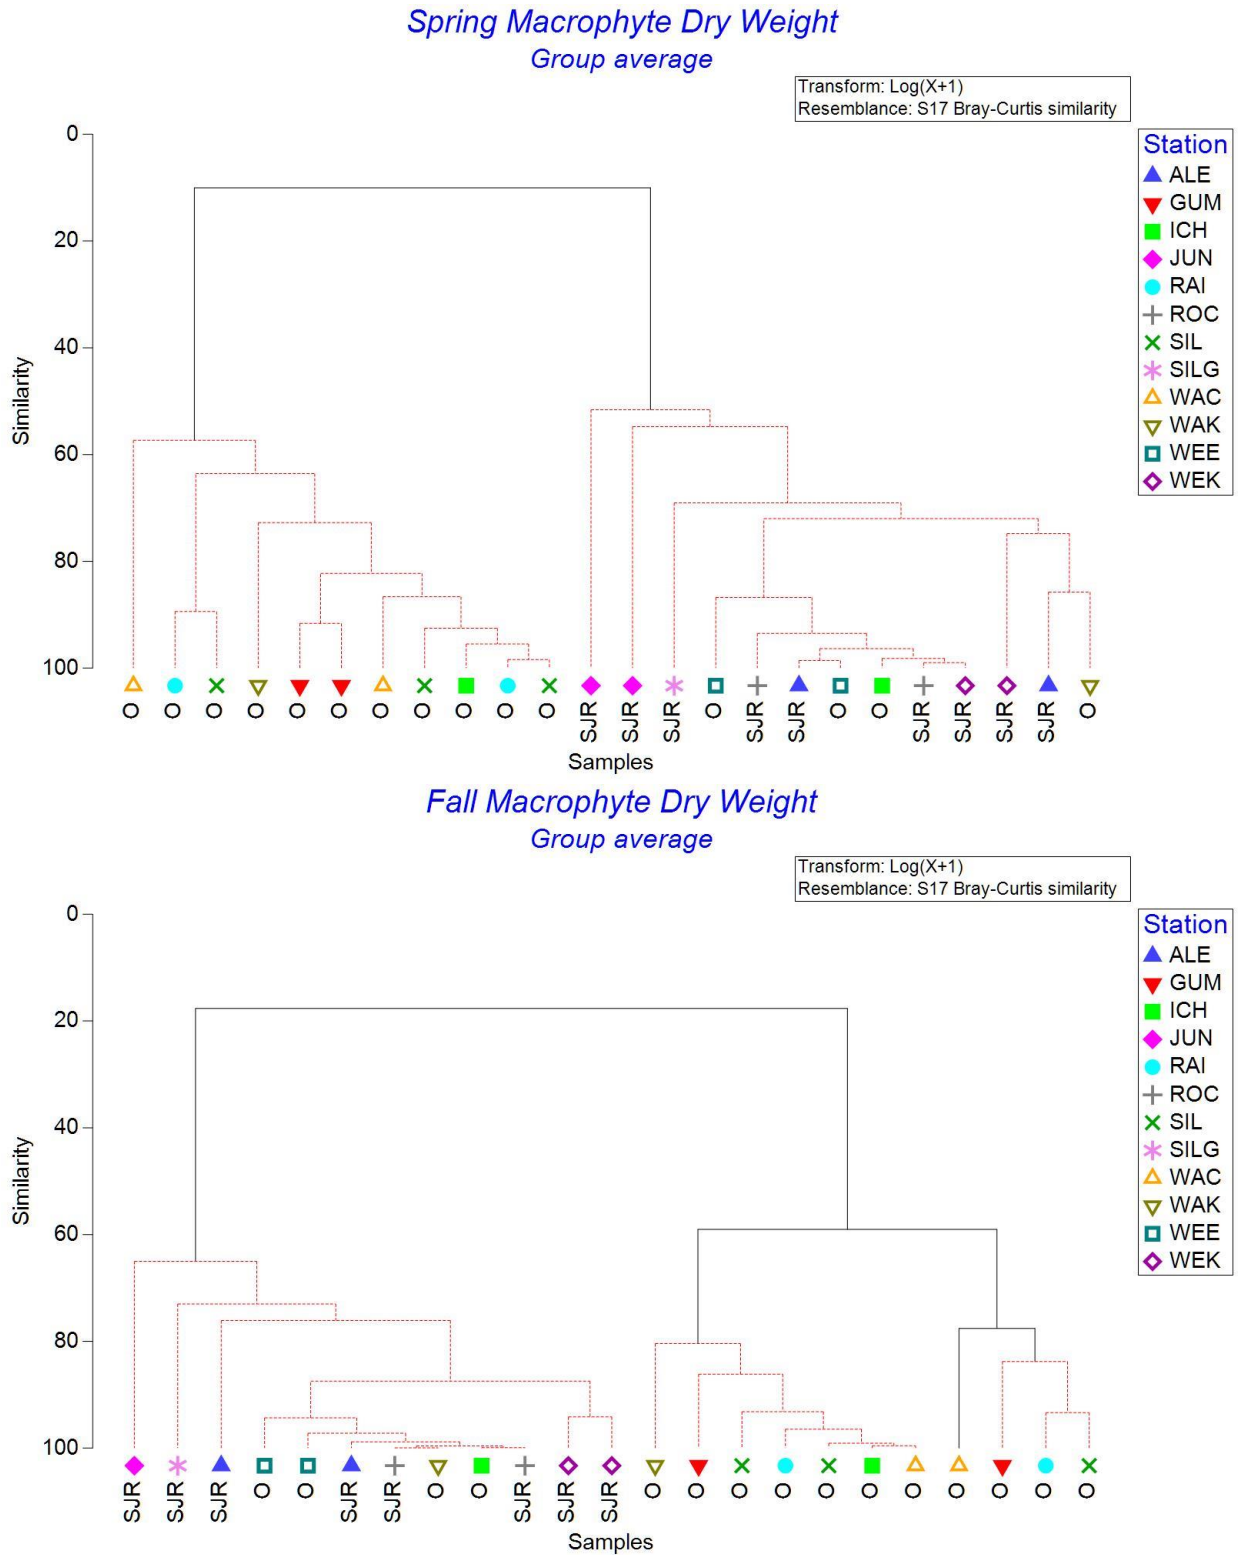 Spring Macrophyte Dry Weight
Group average
Transform: Log(X+1)
Resemblance: S17 Bray-Curtis similarity
0
20
40
60
80
100
Similarity
Station
ALE
GUM
ICH
JUN
RAI
ROC
SIL
SILG
WAC
WAK
WEE
WEK
O O O O O O O O O O O SJR SJR SJR O SJR SJR O O SJR SJR SJR SJR O
Samples
Fall Macrophyte Dry Weight
Group average
Transform: Log(X+1)
Resemblance: S17 Bray-Curtis similarity
0
20
40
60
80
100
Similarity
Station
ALE
GUM
ICH
JUN
RAI
ROC
SIL
SILG
WAC
WAK
WEE
WEK
SJR SJR SJR O O SJR SJR O O SJR SJR SJR O O O O O O O O O O O
Samples